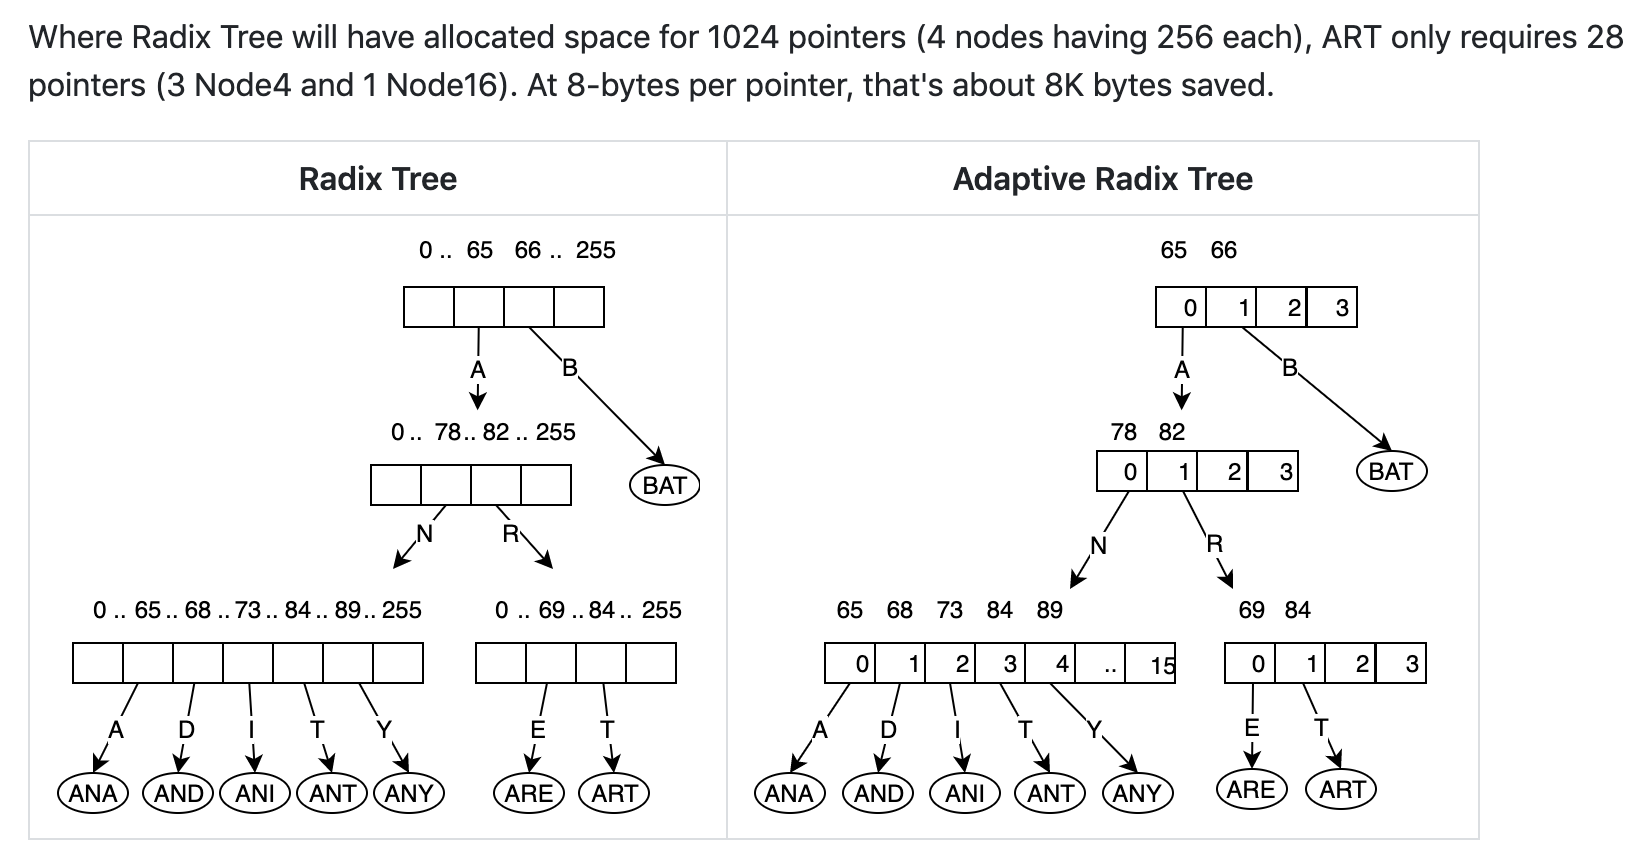 Where Radix Tree will have allocated space for 1024 pointers (4 nodes having 256 each), ART only requires 28
pointers (3 Node4 and 1 Node16). At 8-bytes per pointer, that's about 8K bytes saved.
Radix Tree
0 .. 65 66 .. 255
A B
0 .. 78 .. 82 .. 255
BAT
N R
0 .. 65 .. 68 .. 73 .. 84 .. 89 .. 255
0 .. 69 .. 84 .. 255
A D I T Y
E T
ANA AND ANI ANT ANY
ARE ART
Adaptive Radix Tree
65 66
0 1 2 3
A B
78 82
0 1 2 3
BAT
N R
65 68 73 84 89
69 84
0 1 2 3 4 .. 15
0 1 2 3
A D I T Y
E T
ANA AND ANI ANT ANY
ARE ART